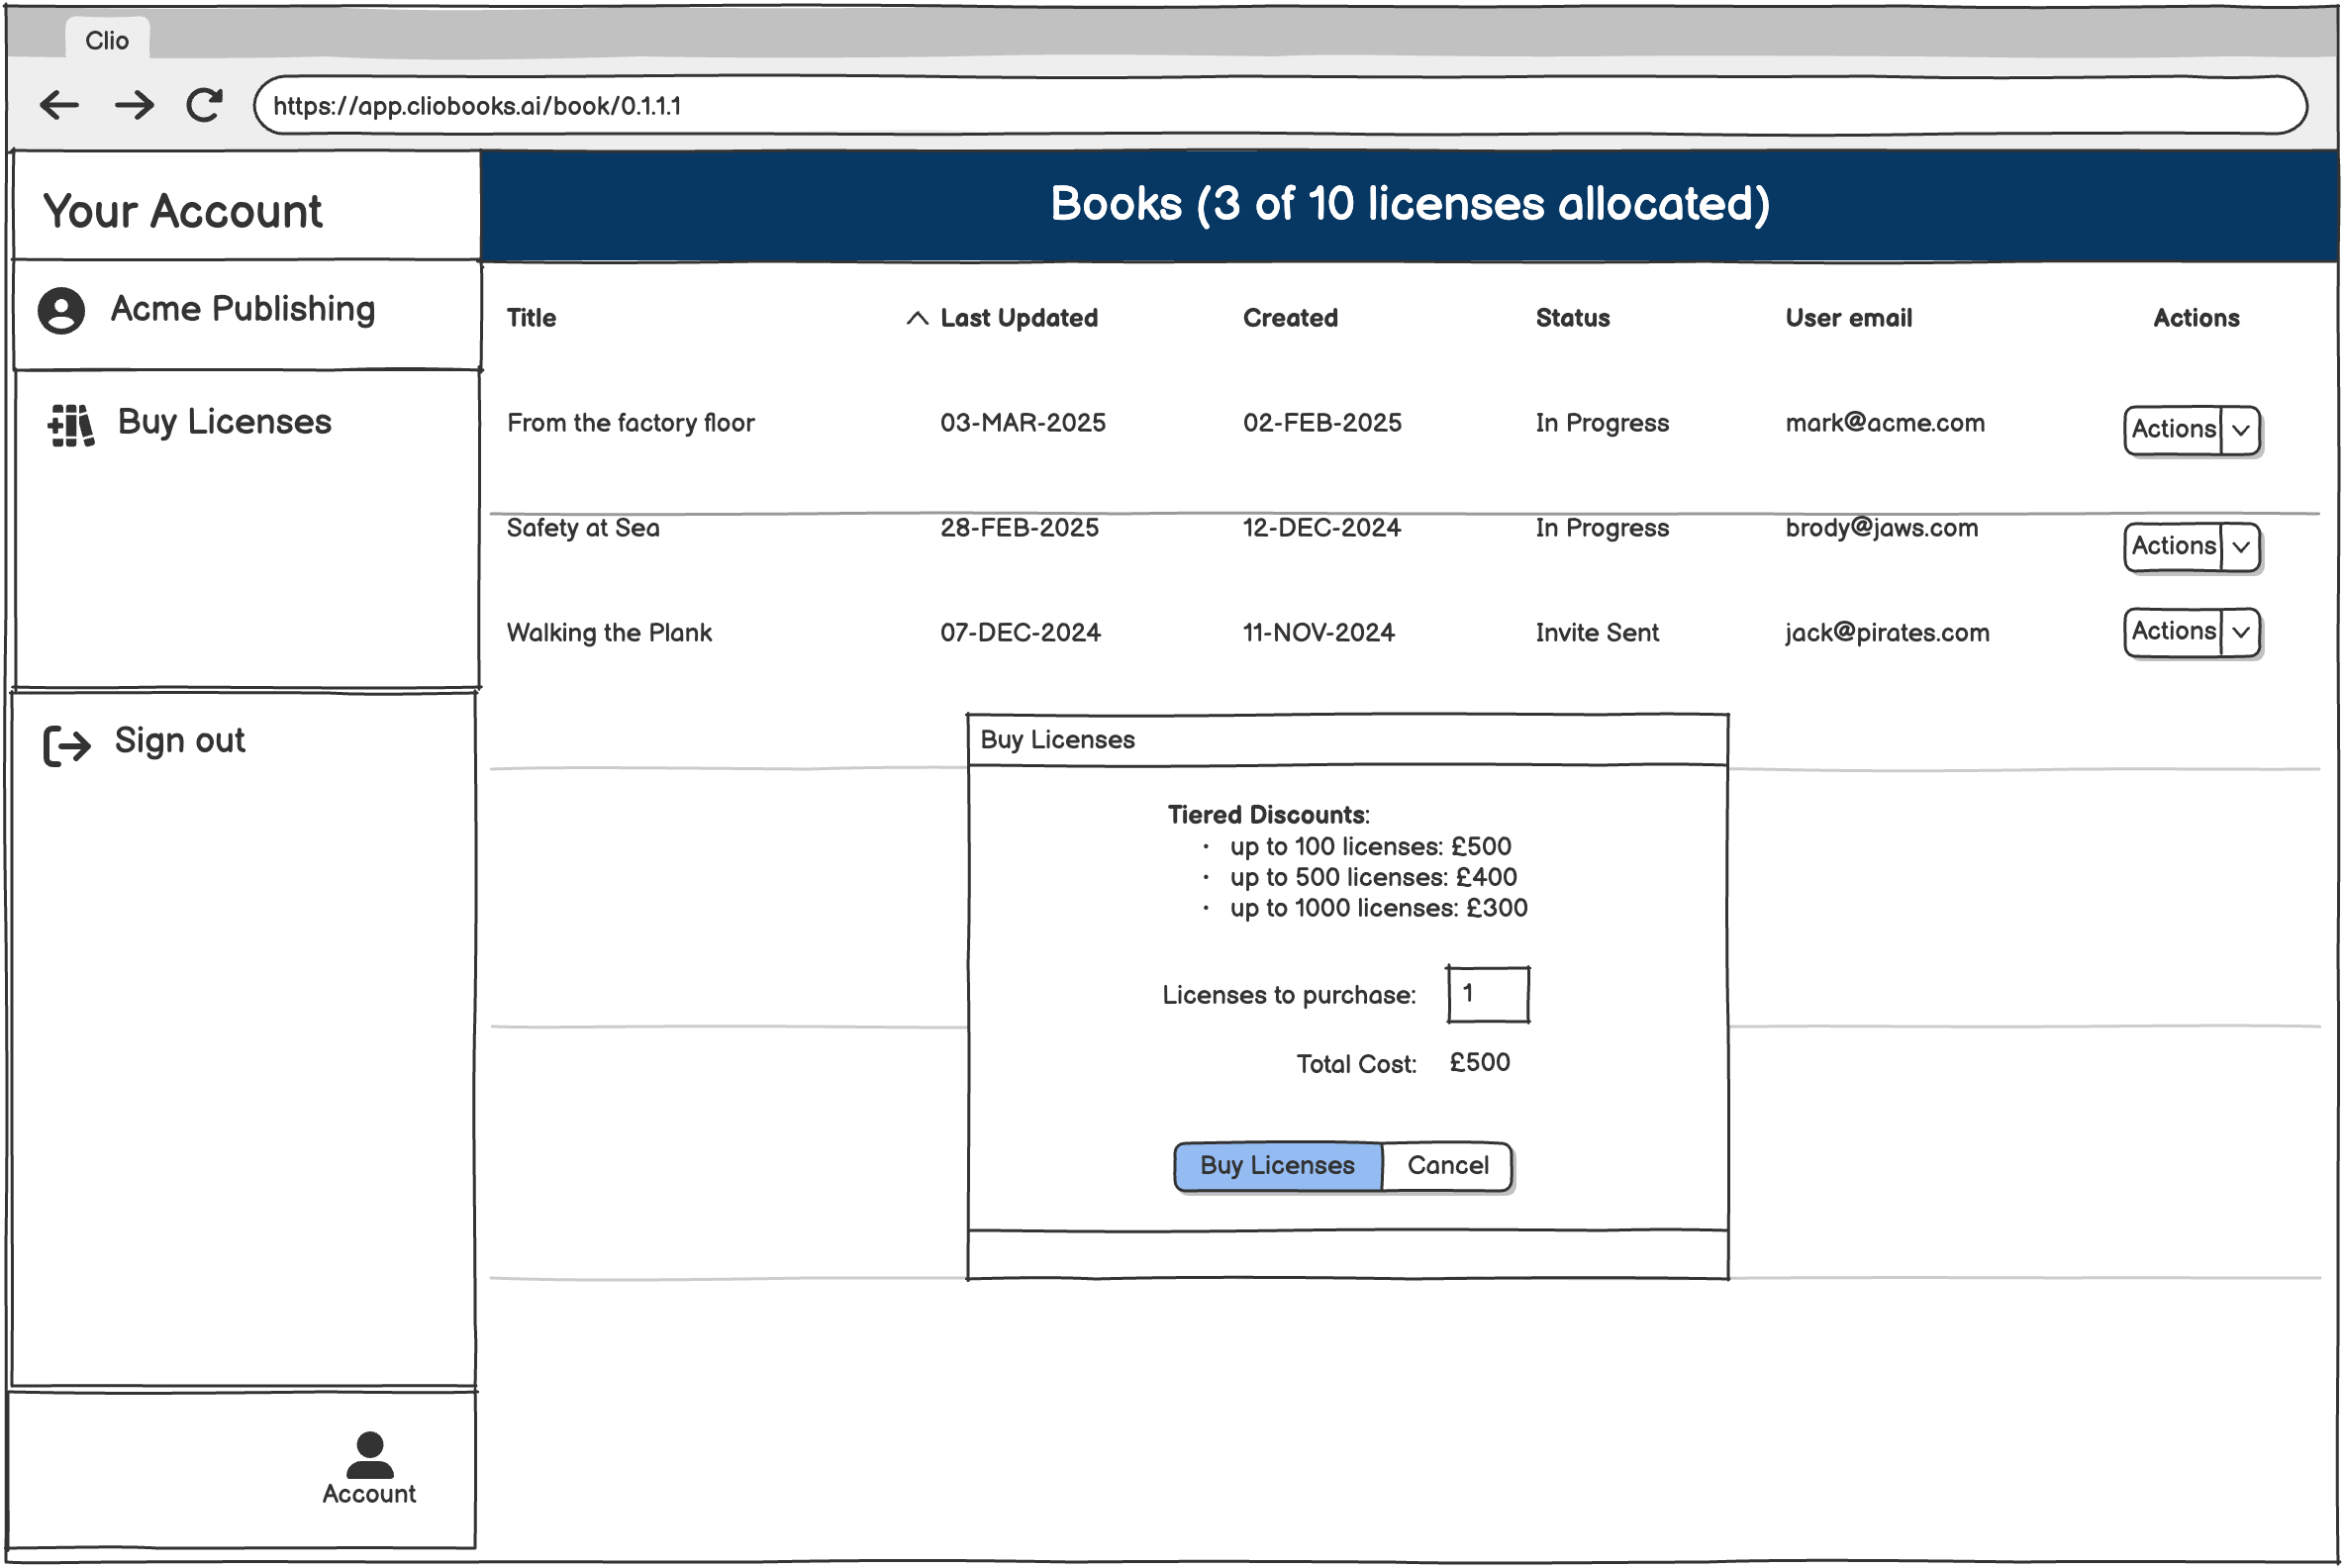 Clio
https://app.cliobooks.ai/book/0.1.1.1
Your Account
Books (3 of 10 licenses allocated)
Acme Publishing
Buy Licenses
Sign out
Account
Title Last Updated Created Status User email Actions
From the factory floor 03-MAR-2025 02-FEB-2025 In Progress mark@acme.com Actions
Safety at Sea 28-FEB-2025 12-DEC-2024 In Progress brody@jaws.com Actions
Walking the Plank 07-DEC-2024 11-NOV-2024 Invite Sent jack@pirates.com Actions
Buy Licenses
Tiered Discounts:
• up to 100 licenses: £500
• up to 500 licenses: £400
• up to 1000 licenses: £300
Licenses to purchase: 1
Total Cost: £500
Buy Licenses Cancel